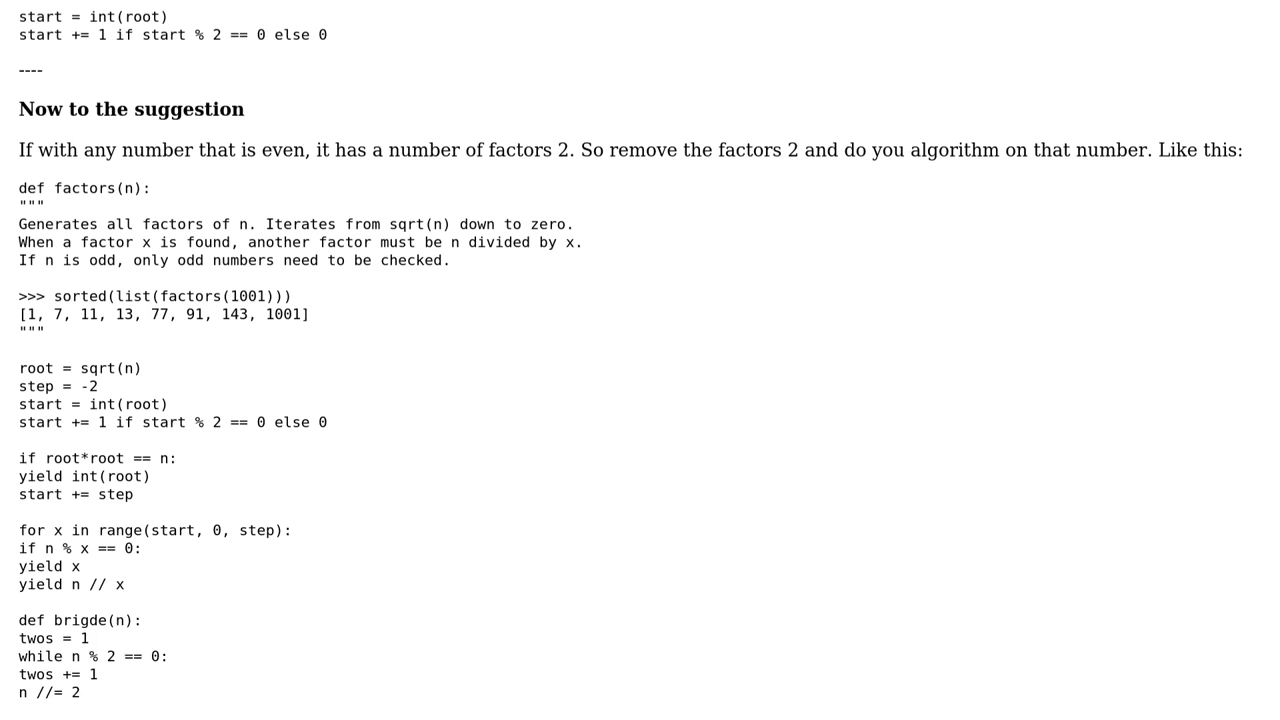 start = int(root)
start += 1 if start % 2 == 0 else 0
----
Now to the suggestion
If with any number that is even, it has a number of factors 2. So remove the factors 2 and do you algorithm on that number. Like this:
def factors(n):
"""
Generates all factors of n. Iterates from sqrt(n) down to zero.
When a factor x is found, another factor must be n divided by x.
If n is odd, only odd numbers need to be checked.
>>> sorted(list(factors(1001)))
[1, 7, 11, 13, 77, 91, 143, 1001]
"""
root = sqrt(n)
step = -2
start = int(root)
start += 1 if start % 2 == 0 else 0
if root*root == n:
yield int(root)
start += step
for x in range(start, 0, step):
if n % x == 0:
yield x
yield n // x
def brigde(n):
twos = 1
while n % 2 == 0:
twos += 1
n //= 2